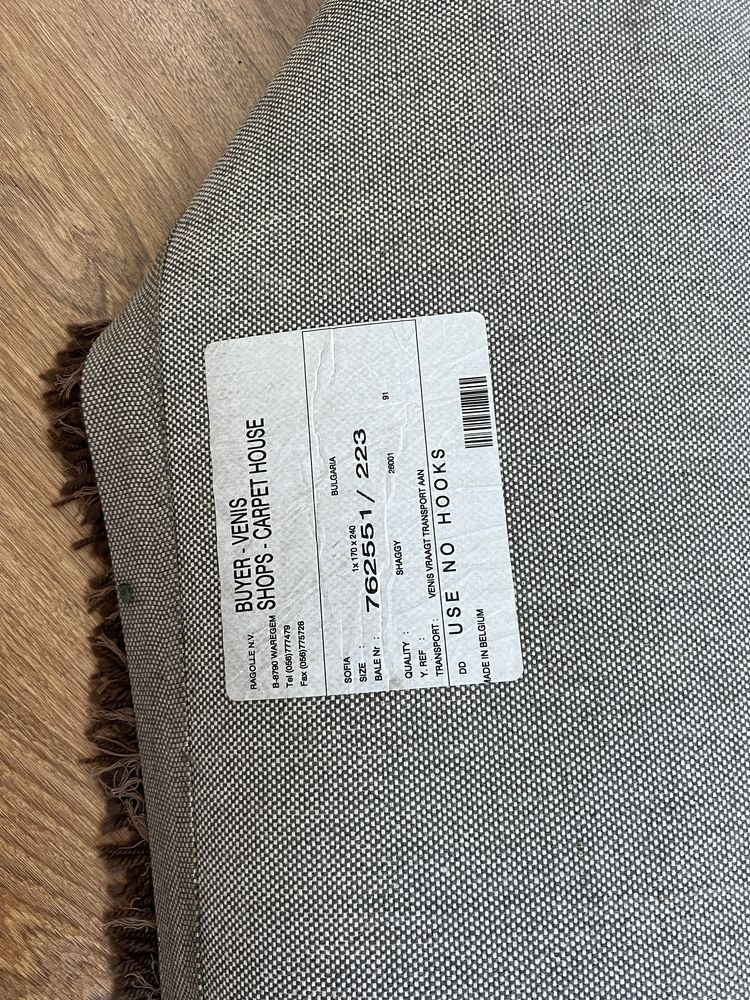 RAGOLLE N.V. BUYER - VENIS
B-8790 WAREGEM SHOPS - CARPET HOUSE
Tel (056)777479
Fax (056)775728
SOFIA BULGARIA
SIZE : 1x 170 x 240
BALE Nr : 762551/ 223
QUALITY : SHAGGY 26001 91
Y. REF :
TRANSPORT : VENIS VRAAGT TRANSPORT AAN
DD USE NO HOOKS
MADE IN BELGIUM